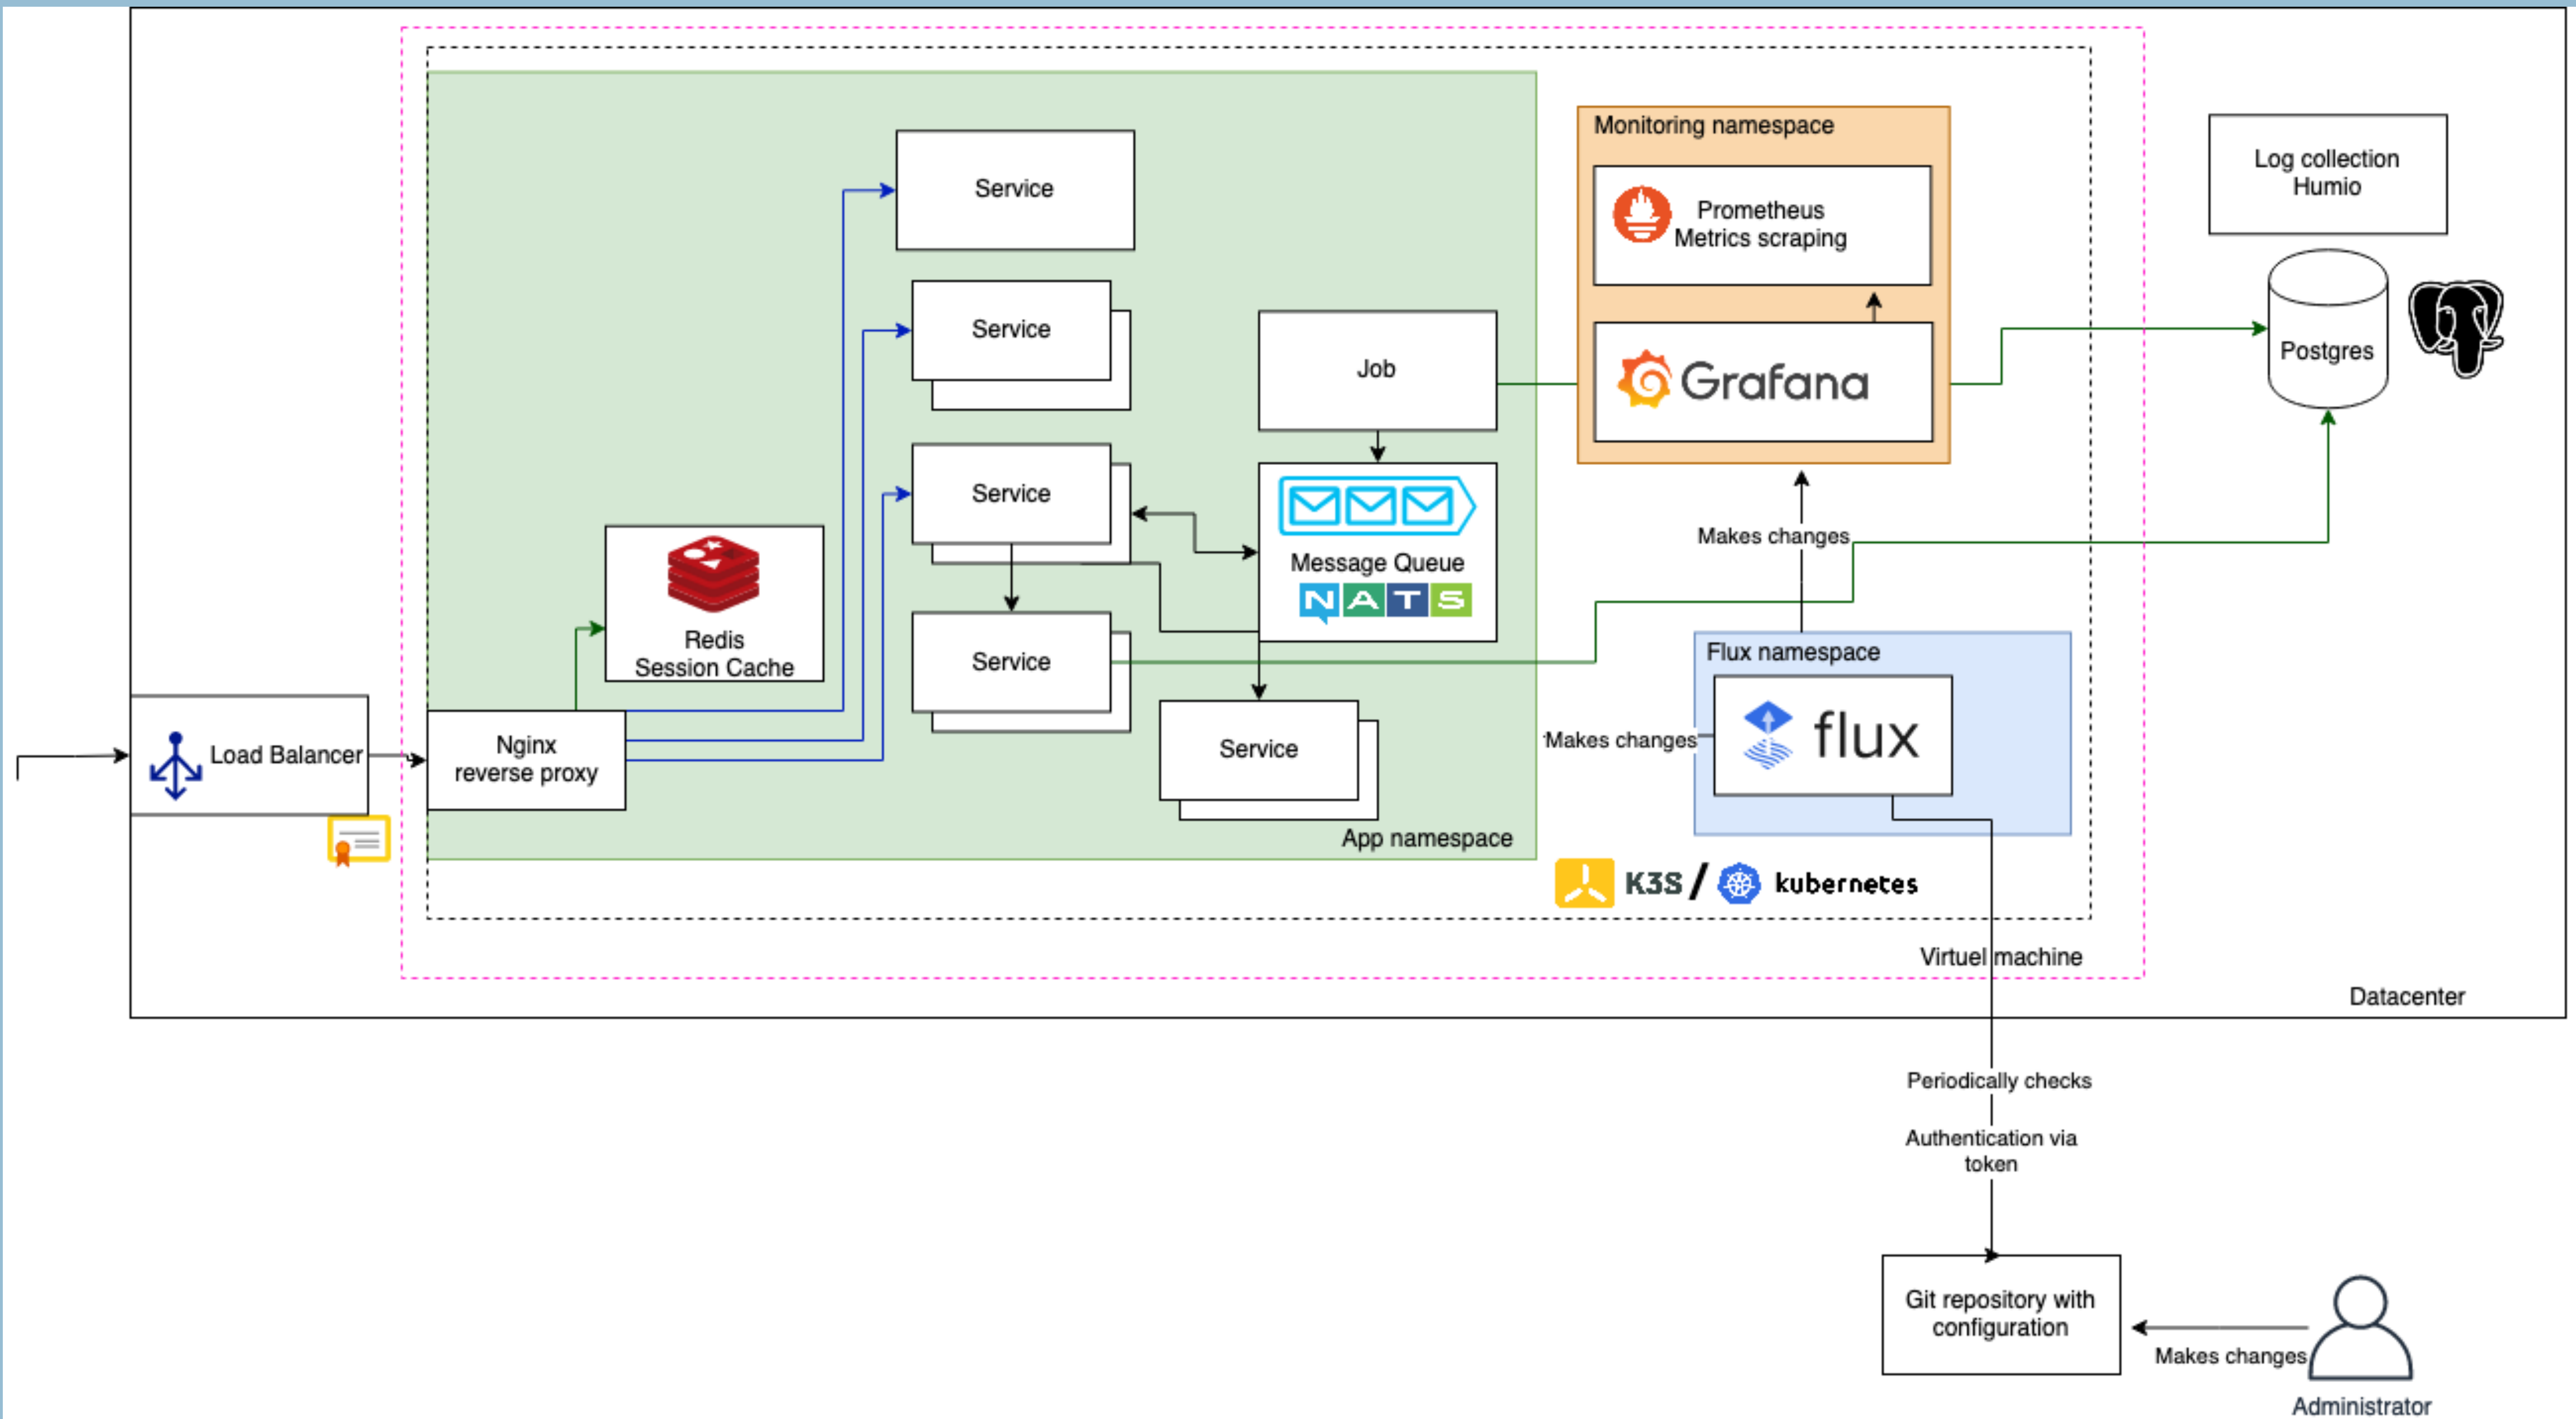 Service
Service
Service
Service
Service
Job
Message Queue
NATS
Redis
Session Cache
Load Balancer
Nginx
reverse proxy
App namespace
Monitoring namespace
Prometheus
Metrics scraping
Grafana
Makes changes
Flux namespace
flux
Makes changes
K3S / kubernetes
Virtuel machine
Datacenter
Log collection
Humio
Postgres
Periodically checks
Authentication via
token
Git repository with
configuration
Makes changes
Administrator